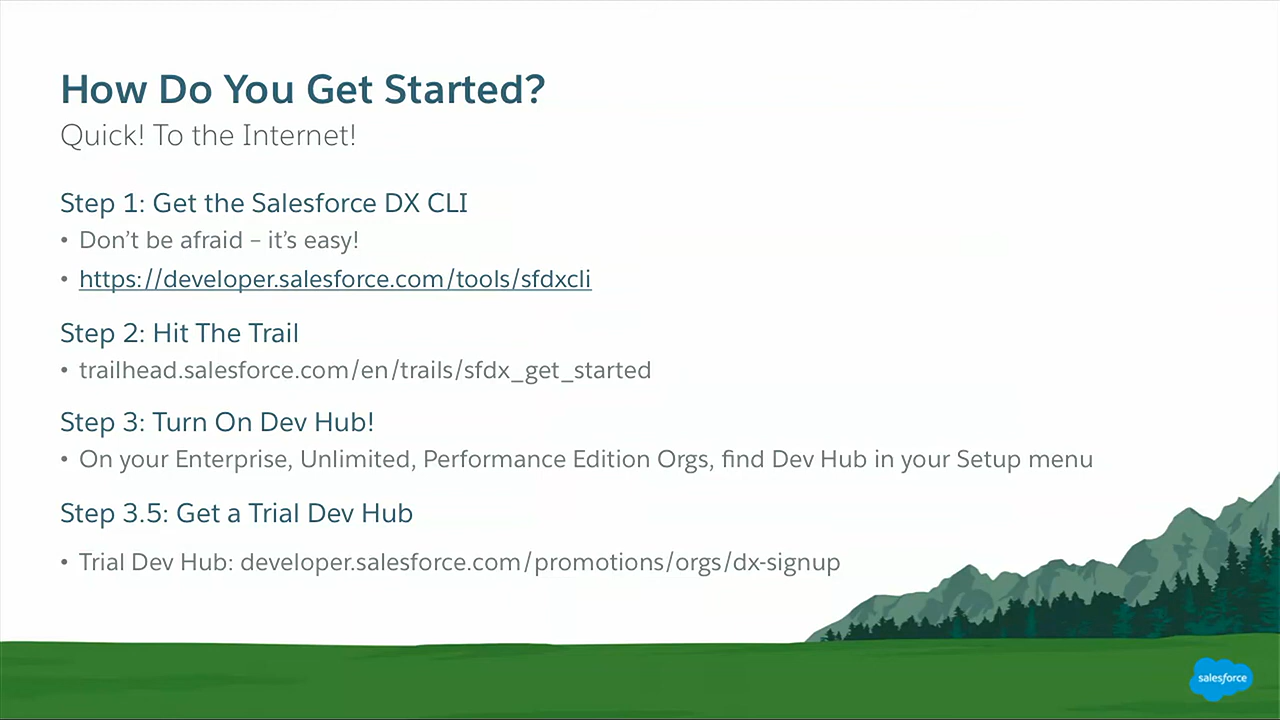 How Do You Get Started?
Quick! To the Internet!
Step 1: Get the Salesforce DX CLI
• Don’t be afraid – it’s easy!
• https://developer.salesforce.com/tools/sfdxcli
Step 2: Hit The Trail
• trailhead.salesforce.com/en/trails/sfdx_get_started
Step 3: Turn On Dev Hub!
• On your Enterprise, Unlimited, Performance Edition Orgs, find Dev Hub in your Setup menu
Step 3.5: Get a Trial Dev Hub
• Trial Dev Hub: developer.salesforce.com/promotions/orgs/dx-signup
salesforce